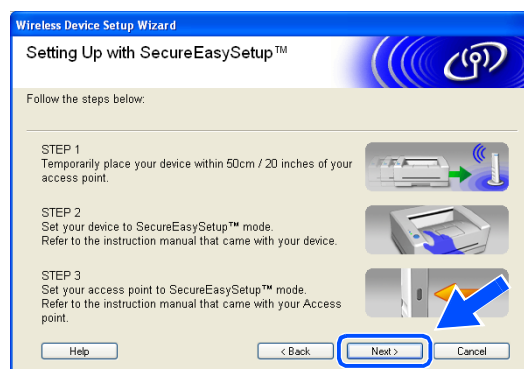 Wireless Device Setup Wizard
Setting Up with SecureEasySetup™
Follow the steps below:
STEP 1
Temporarily place your device within 50cm / 20 inches of your
access point.
STEP 2
Set your device to SecureEasySetup™ mode.
Refer to the instruction manual that came with your device.
STEP 3
Set your access point to SecureEasySetup™ mode.
Refer to the instruction manual that came with your Access
point.
Help < Back Next > Cancel